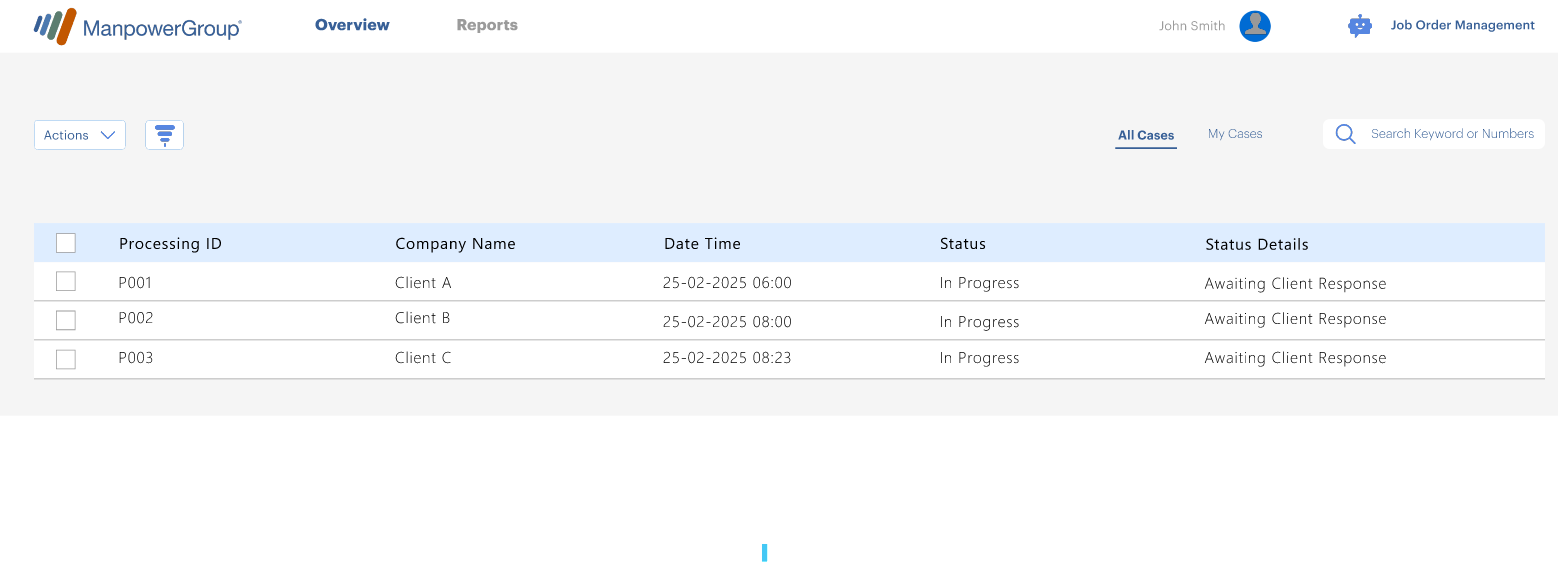 ManpowerGroup® Overview Reports John Smith Job Order Management
Actions All Cases My Cases Search Keyword or Numbers
Processing ID Company Name Date Time Status Status Details
P001 Client A 25-02-2025 06:00 In Progress Awaiting Client Response
P002 Client B 25-02-2025 08:00 In Progress Awaiting Client Response
P003 Client C 25-02-2025 08:23 In Progress Awaiting Client Response